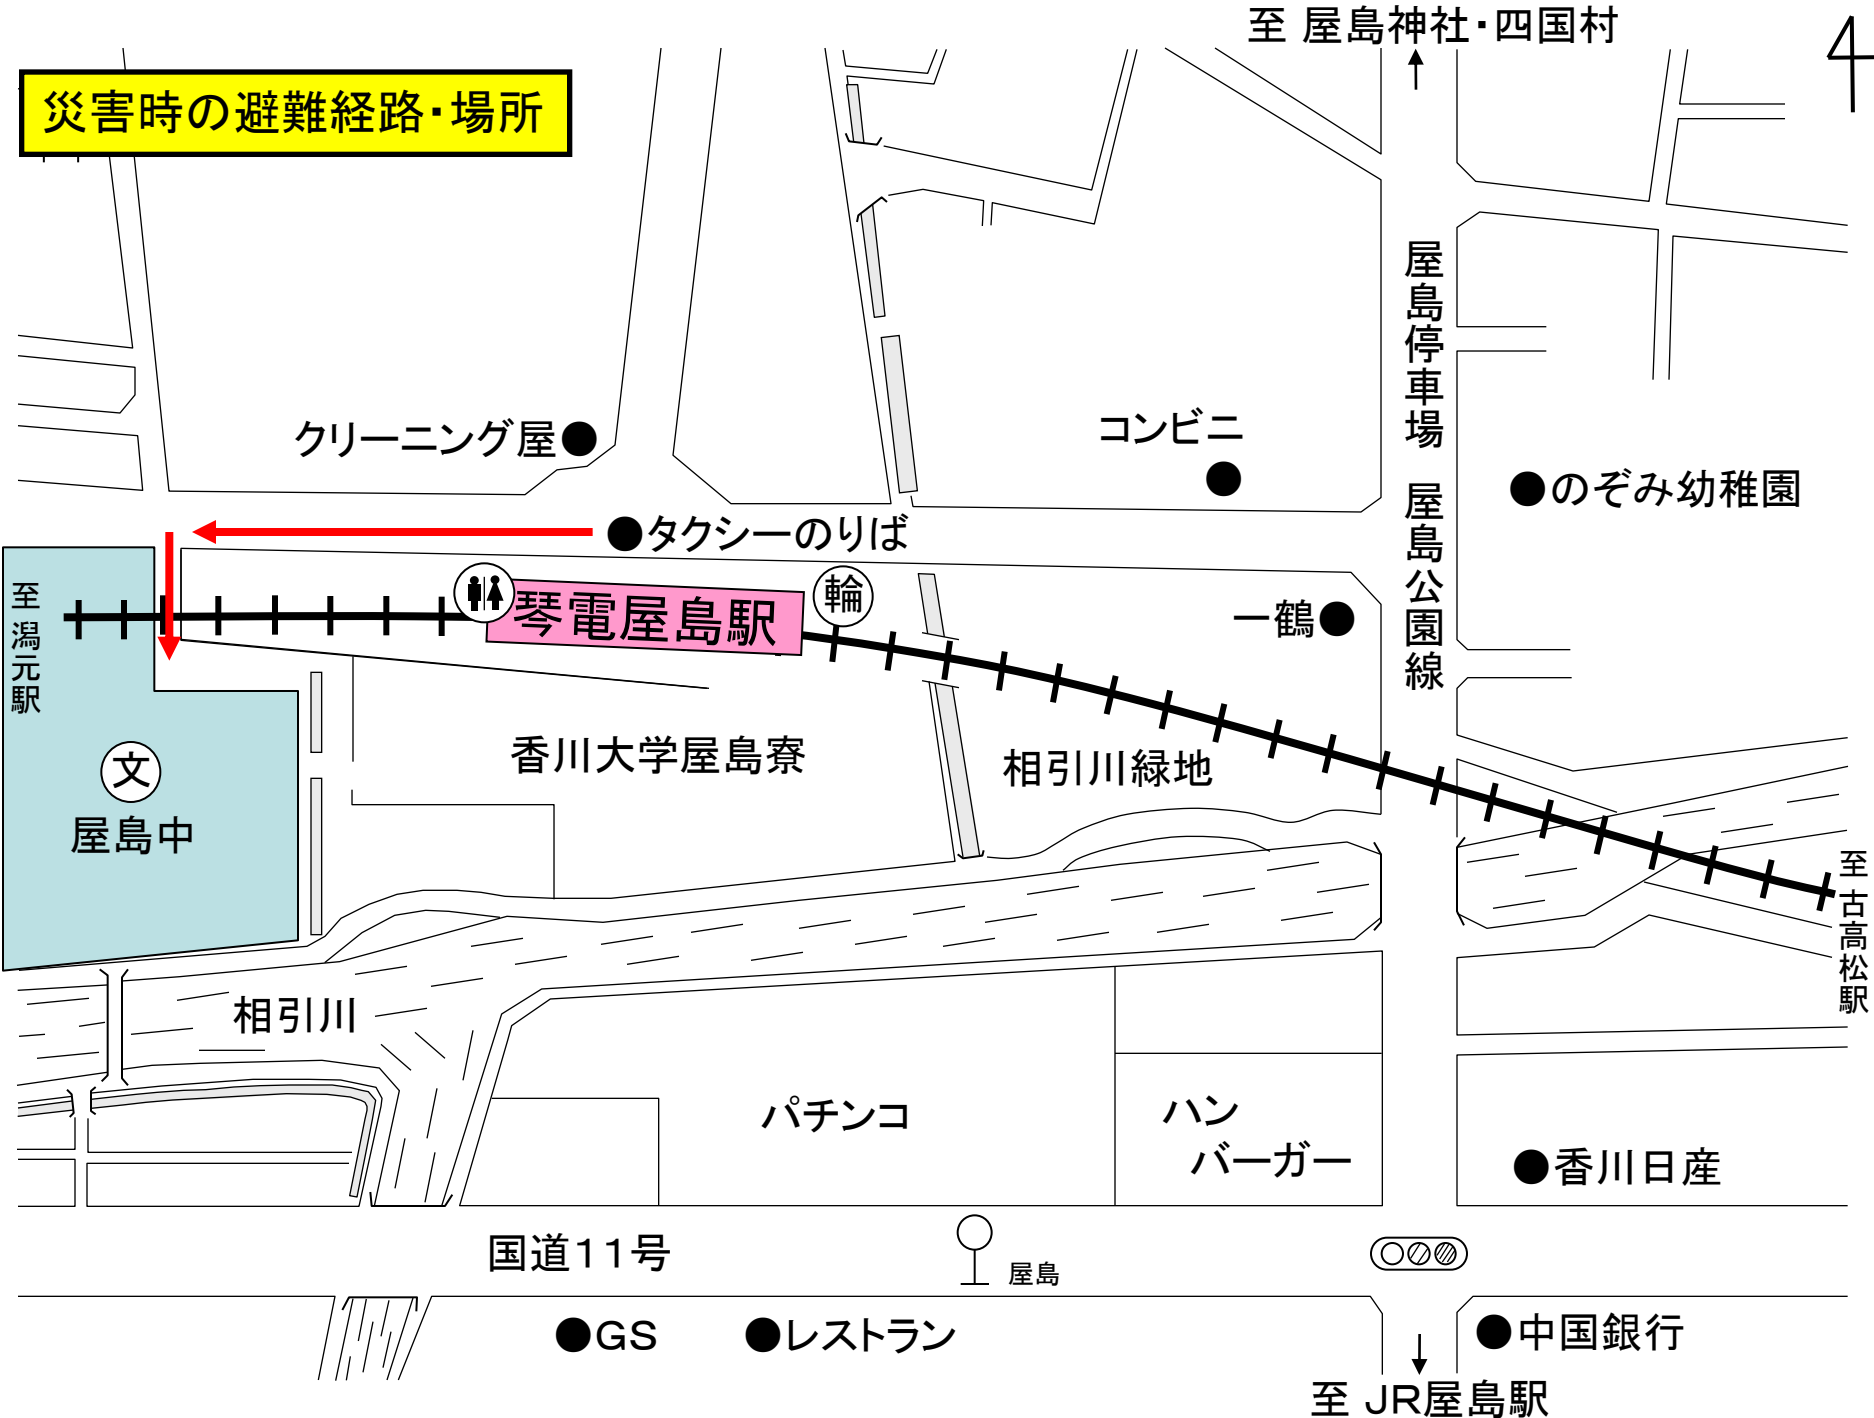 至 屋島神社・四国村
災害時の避難経路・場所
屋島停車場 屋島公園線
クリーニング屋
コンビニ
のぞみ幼稚園
タクシーのりば
至 潟元駅
琴電屋島駅
輪
一鶴
香川大学屋島寮
相引川緑地
文
屋島中
至 古高松駅
相引川
パチンコ
ハン
バーガー
香川日産
国道11号
屋島
GS
レストラン
中国銀行
至 JR屋島駅